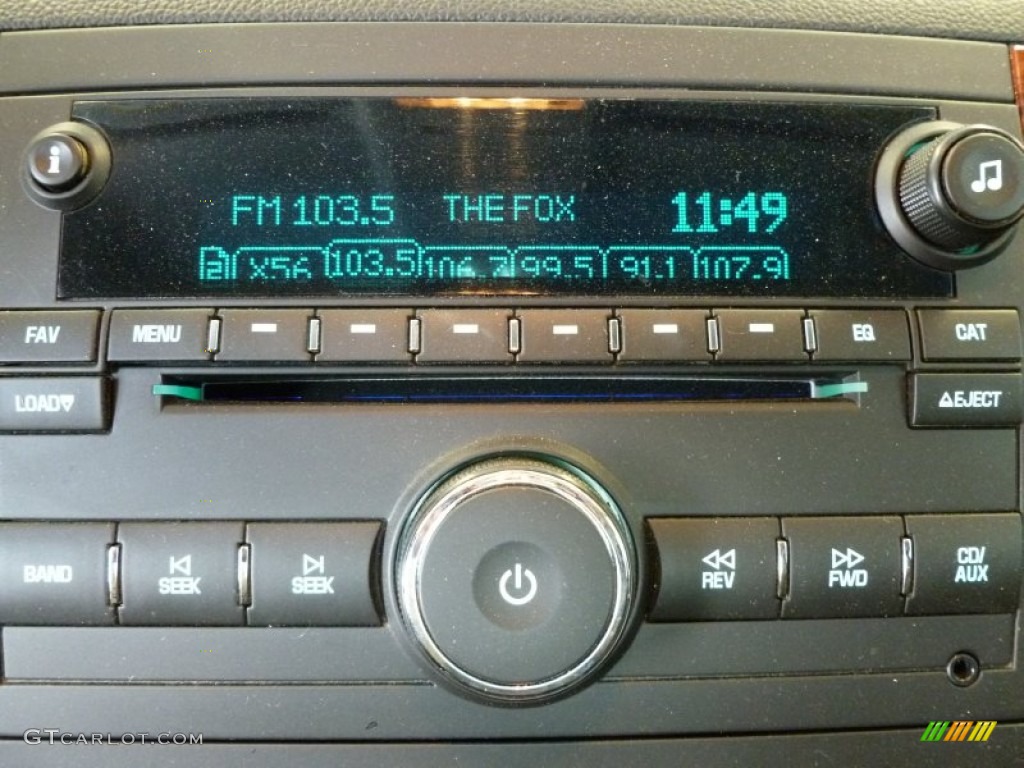 i
FM 103.5 THE FOX 11:49
2 X56 103.5 106.7 99.5 91.1 107.9
FAV MENU EQ CAT
LOAD EJECT
BAND SEEK SEEK REV FWD CD/AUX
GTCARLOT.COM